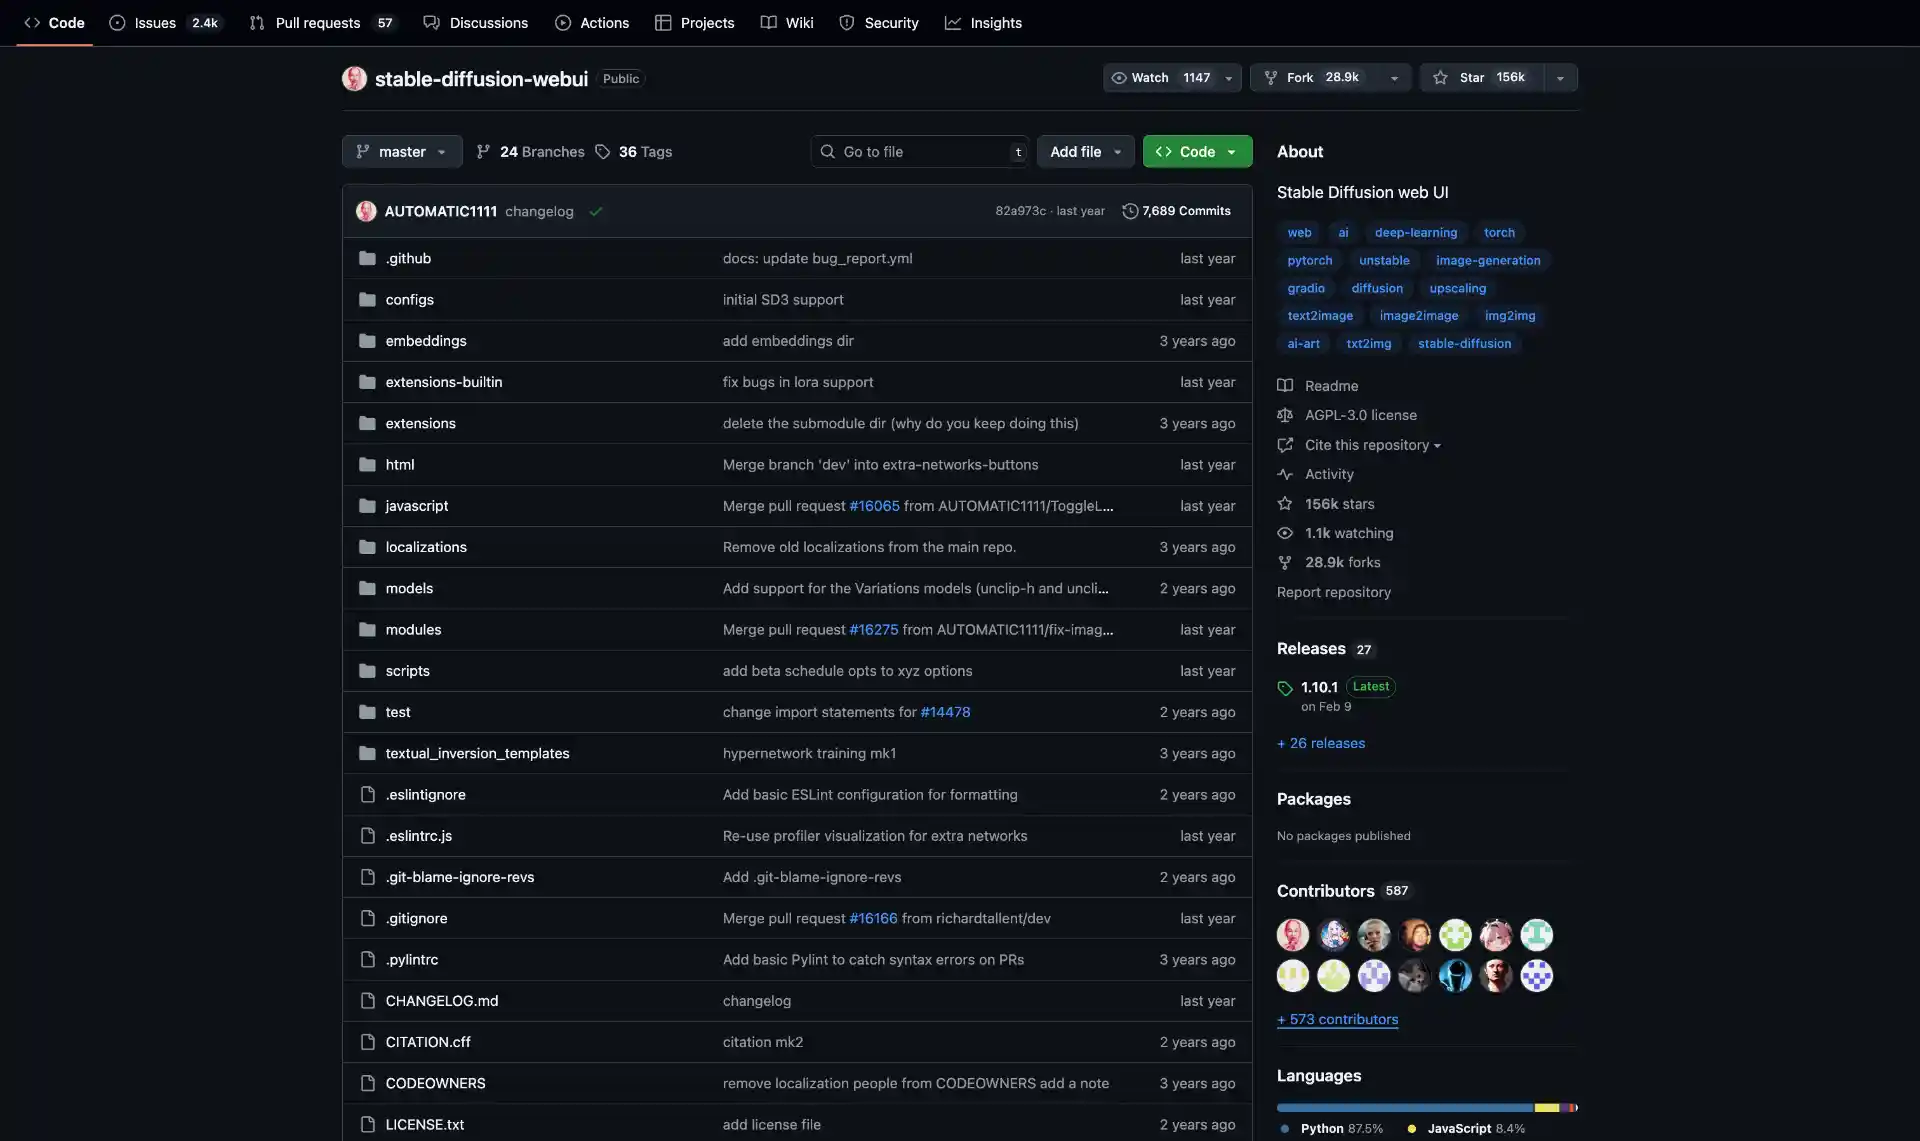 Code Issues 2.4k Pull requests 57 Discussions Actions Projects Wiki Security Insights
stable-diffusion-webui Public Watch 1147 Fork 28.9k Star 156k
master 24 Branches 36 Tags Go to file t Add file Code
AUTOMATIC1111 changelog 82a973c · last year 7,689 Commits
.github docs: update bug_report.yml last year
configs initial SD3 support last year
embeddings add embeddings dir 3 years ago
extensions-builtin fix bugs in lora support last year
extensions delete the submodule dir (why do you keep doing this) 3 years ago
html Merge branch 'dev' into extra-networks-buttons last year
javascript Merge pull request #16065 from AUTOMATIC1111/ToggleL... last year
localizations Remove old localizations from the main repo. 3 years ago
models Add support for the Variations models (unclip-h and uncli... 2 years ago
modules Merge pull request #16275 from AUTOMATIC1111/fix-imag... last year
scripts add beta schedule opts to xyz options last year
test change import statements for #14478 2 years ago
textual_inversion_templates hypernetwork training mk1 3 years ago
.eslintignore Add basic ESLint configuration for formatting 2 years ago
.eslintrc.js Re-use profiler visualization for extra networks last year
.git-blame-ignore-revs Add .git-blame-ignore-revs 2 years ago
.gitignore Merge pull request #16166 from richardtallent/dev last year
.pylintrc Add basic Pylint to catch syntax errors on PRs 3 years ago
CHANGELOG.md changelog last year
CITATION.cff citation mk2 2 years ago
CODEOWNERS remove localization people from CODEOWNERS add a note 3 years ago
LICENSE.txt add license file 2 years ago
About
Stable Diffusion web UI
web ai deep-learning torch
pytorch unstable image-generation
gradio diffusion upscaling
text2image image2image img2img
ai-art txt2img stable-diffusion
Readme
AGPL-3.0 license
Cite this repository
Activity
156k stars
1.1k watching
28.9k forks
Report repository
Releases 27
1.10.1 Latest
on Feb 9
+ 26 releases
Packages
No packages published
Contributors 587
+ 573 contributors
Languages
Python 87.5% JavaScript 8.4%